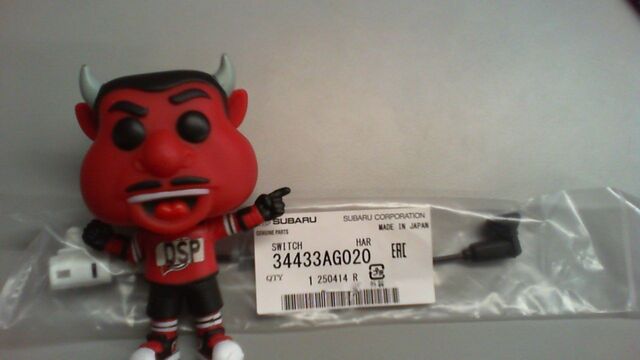 SUBARU
SUBARU CORPORATION
GENUINE PARTS
MADE IN JAPAN
SWITCH
HAR
34433AG020
EAC
QTY
1 250414 R
DSP